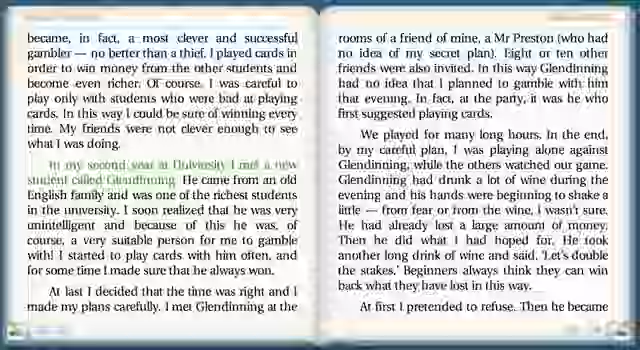 became, in fact, a most clever and successful
gambler — no better than a thief. I played cards in
order to win money from the other students and
become even richer. Of course, I was careful to
play only with students who were bad at playing
cards. In this way I could be sure of winning every
time. My friends were not clever enough to see
what I was doing.
In my second year at University I met a new
student called Glendinning. He came from an old
English family and was one of the richest students
in the university. I soon realized that he was very
unintelligent and because of this he was, of
course, a very suitable person for me to gamble
with! I started to play cards with him often, and
for some time I made sure that he always won.
At last I decided that the time was right and I
made my plans carefully. I met Glendinning at the
rooms of a friend of mine, a Mr Preston (who had
no idea of my secret plan). Eight or ten other
friends were also invited. In this way Glendinning
had no idea that I planned to gamble with him
that evening. In fact, at the party, it was he who
first suggested playing cards.
We played for many long hours. In the end,
by my careful plan, I was playing alone against
Glendinning, while the others watched our game.
Glendinning had drunk a lot of wine during the
evening and his hands were beginning to shake a
little — from fear or from the wine, I wasn't sure.
He had already lost a large amount of money.
Then he did what I had hoped for. He took
another long drink of wine and said, 'Let's double
the stakes.' Beginners always think they can win
back what they have lost in this way.
At first I pretended to refuse. Then he became